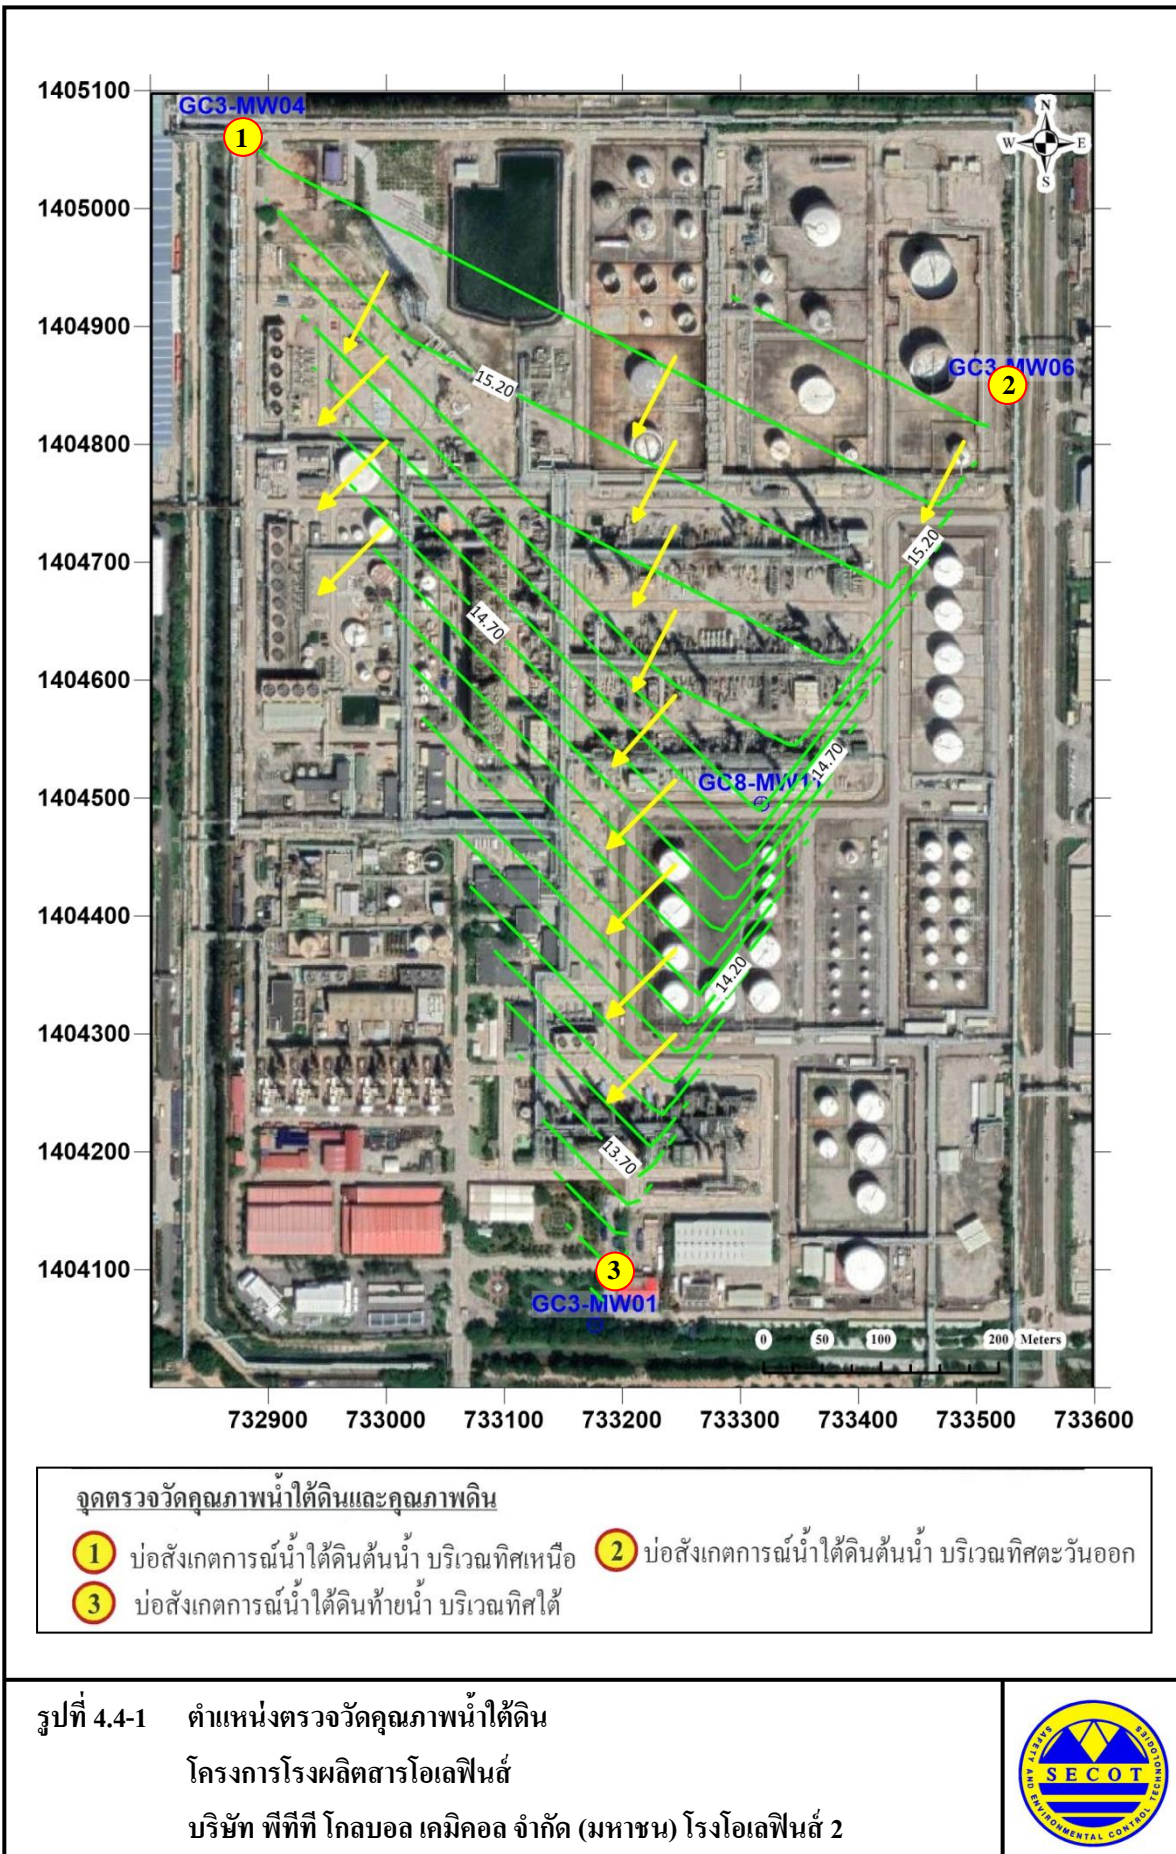 1405100
1405000
1404900
1404800
1404700
1404600
1404500
1404400
1404300
1404200
1404100
GC3-MW04
1
N
W E
S
GC3-MW06
2
15.20
15.20
14.70
14.70
GC8-MW11
14.20
13.70
3
GC3-MW01
0 50 100 200 Meters
732900 733000 733100 733200 733300 733400 733500 733600
จุดตรวจวัดคุณภาพน้ำใต้ดินและคุณภาพดิน
1 บ่อสังเกตการณ์น้ำใต้ดินต้นน้ำ บริเวณทิศเหนือ 2 บ่อสังเกตการณ์น้ำใต้ดินต้นน้ำ บริเวณทิศตะวันออก
3 บ่อสังเกตการณ์น้ำใต้ดินท้ายน้ำ บริเวณทิศใต้
รูปที่ 4.4-1 ตำแหน่งตรวจวัดคุณภาพน้ำใต้ดิน
โครงการโรงผลิตสารโอเลฟินส์
บริษัท พีทีที โกลบอล เคมิคอล จำกัด (มหาชน) โรงโอเลฟินส์ 2
SECOT
SAFETY AND ENVIRONMENTAL CONTROL TECHNOLOGIES